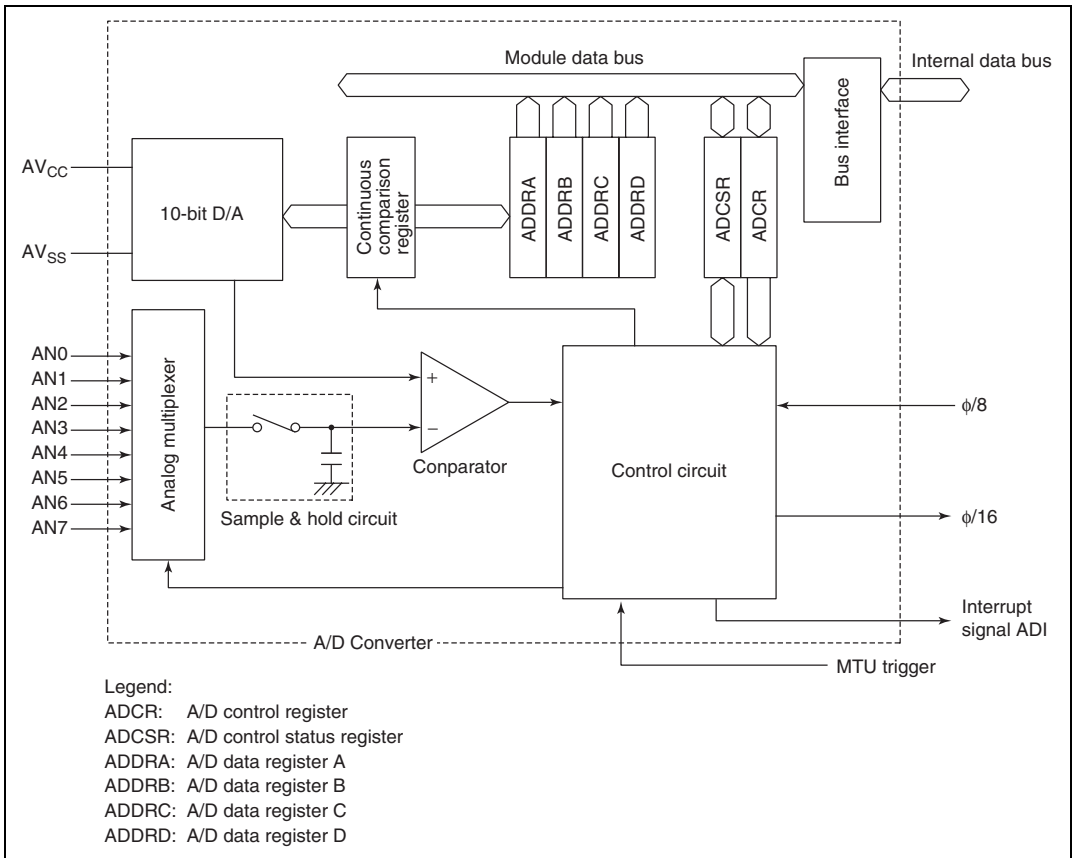 Module data bus
Internal data bus
Bus interface
AVCC
AVSS
10-bit D/A
Continuous
comparison
register
ADDRA
ADDRB
ADDRC
ADDRD
ADCSR
ADCR
AN0
AN1
AN2
AN3
AN4
AN5
AN6
AN7
Analog multiplexer
+
−
Conparator
Sample & hold circuit
Control circuit
ϕ/8
ϕ/16
Interrupt
signal ADI
A/D Converter
MTU trigger
Legend:
ADCR: A/D control register
ADCSR: A/D control status register
ADDRA: A/D data register A
ADDRB: A/D data register B
ADDRC: A/D data register C
ADDRD: A/D data register D